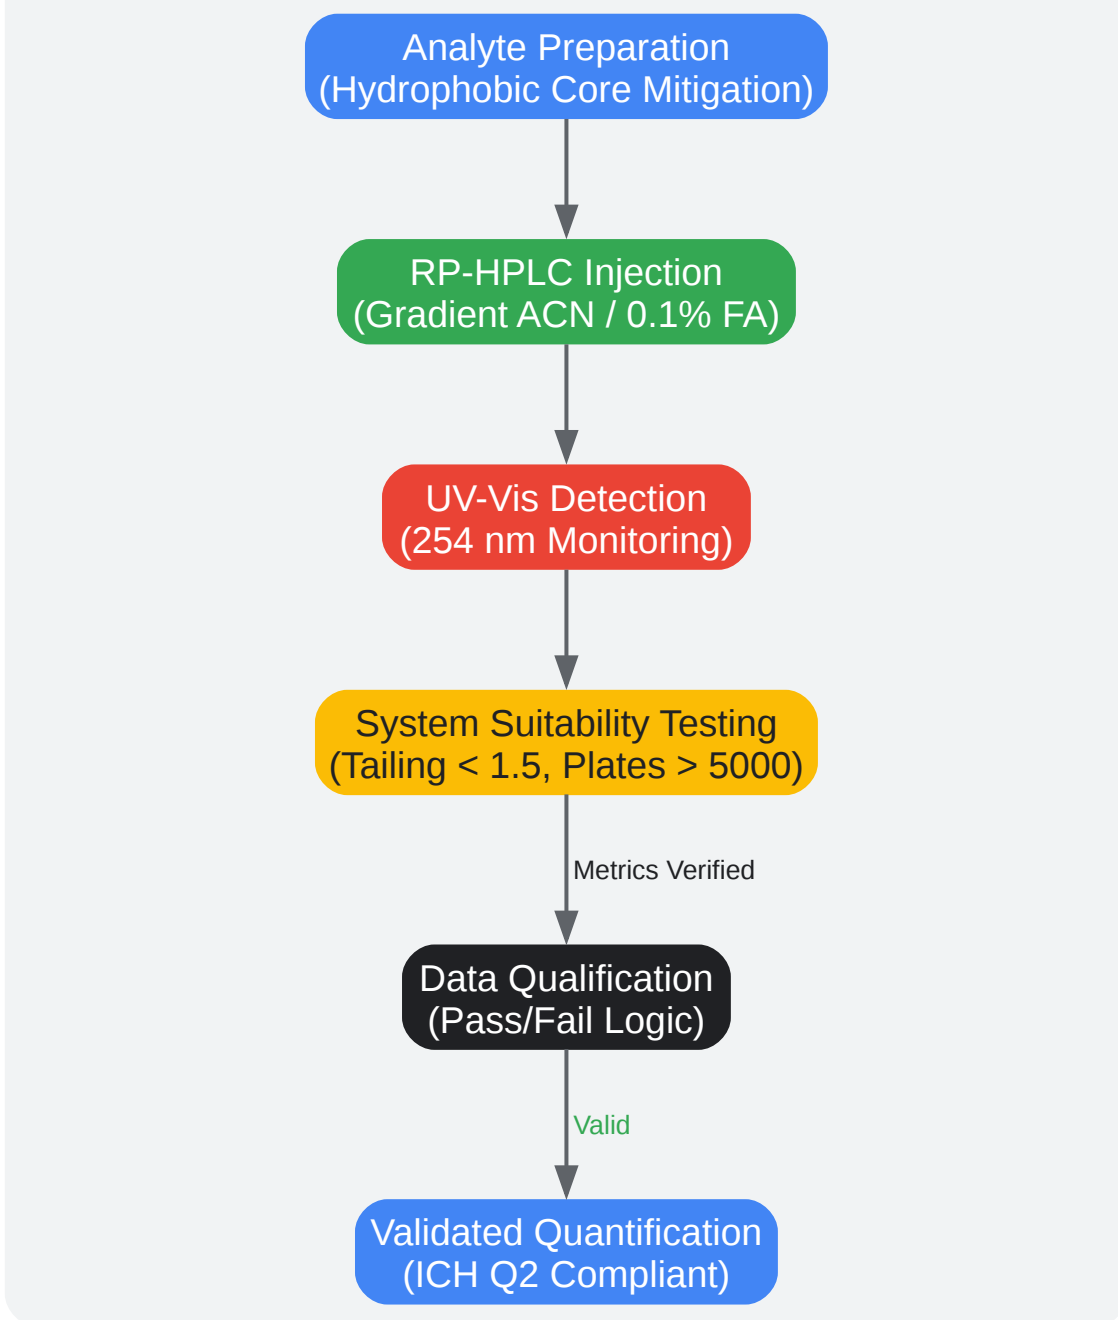 Analyte Preparation
(Hydrophobic Core Mitigation)
RP-HPLC Injection
(Gradient ACN / 0.1% FA)
UV-Vis Detection
(254 nm Monitoring)
System Suitability Testing
(Tailing < 1.5, Plates > 5000)
Metrics Verified
Data Qualification
(Pass/Fail Logic)
Valid
Validated Quantification
(ICH Q2 Compliant)